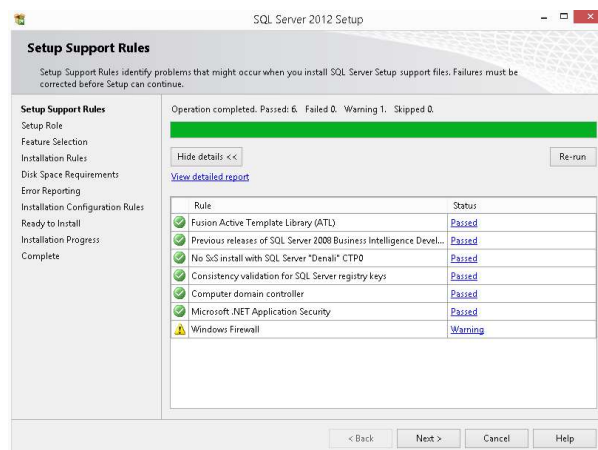 SQL Server 2012 Setup
Setup Support Rules
Setup Support Rules identify problems that might occur when you install SQL Server Setup support files. Failures must be
corrected before Setup can continue.
Setup Support Rules
Setup Role
Feature Selection
Installation Rules
Disk Space Requirements
Error Reporting
Installation Configuration Rules
Ready to Install
Installation Progress
Complete
Operation completed. Passed: 6. Failed 0. Warning 1. Skipped 0.
Hide details <<
Re-run
View detailed report
Rule Status
Fusion Active Template Library (ATL) Passed
Previous releases of SQL Server 2008 Business Intelligence Devel... Passed
No SxS install with SQL Server "Denali" CTP0 Passed
Consistency validation for SQL Server registry keys Passed
Computer domain controller Passed
Microsoft .NET Application Security Passed
Windows Firewall Warning
< Back Next > Cancel Help